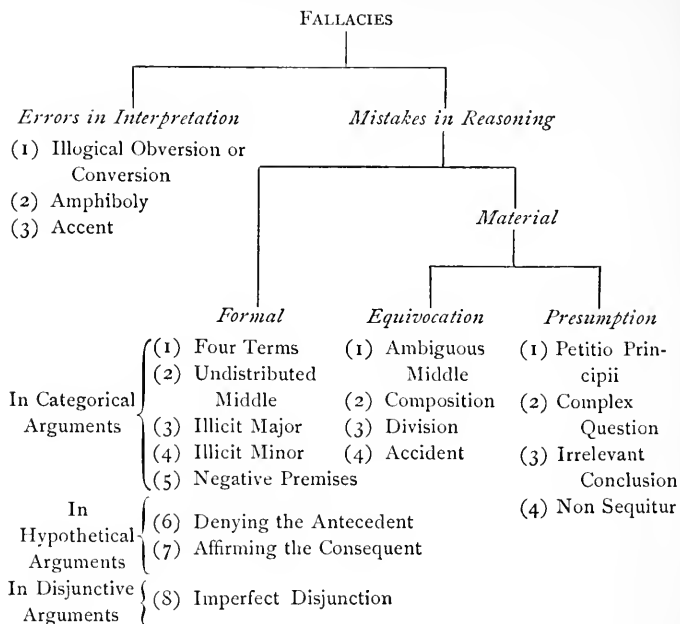 FALLACIES
Errors in Interpretation
(1) Illogical Obversion or
Conversion
(2) Amphiboly
(3) Accent
Mistakes in Reasoning
Material
Formal
Equivocation
Presumption
In Categorical
Arguments
(1) Four Terms
(2) Undistributed
Middle
(3) Illicit Major
(4) Illicit Minor
(5) Negative Premises
In
Hypothetical
Arguments
(6) Denying the Antecedent
(7) Affirming the Consequent
In Disjunctive
Arguments
(8) Imperfect Disjunction
(1) Ambiguous
Middle
(2) Composition
(3) Division
(4) Accident
(1) Petitio Prin-
cipii
(2) Complex
Question
(3) Irrelevant
Conclusion
(4) Non Sequitur